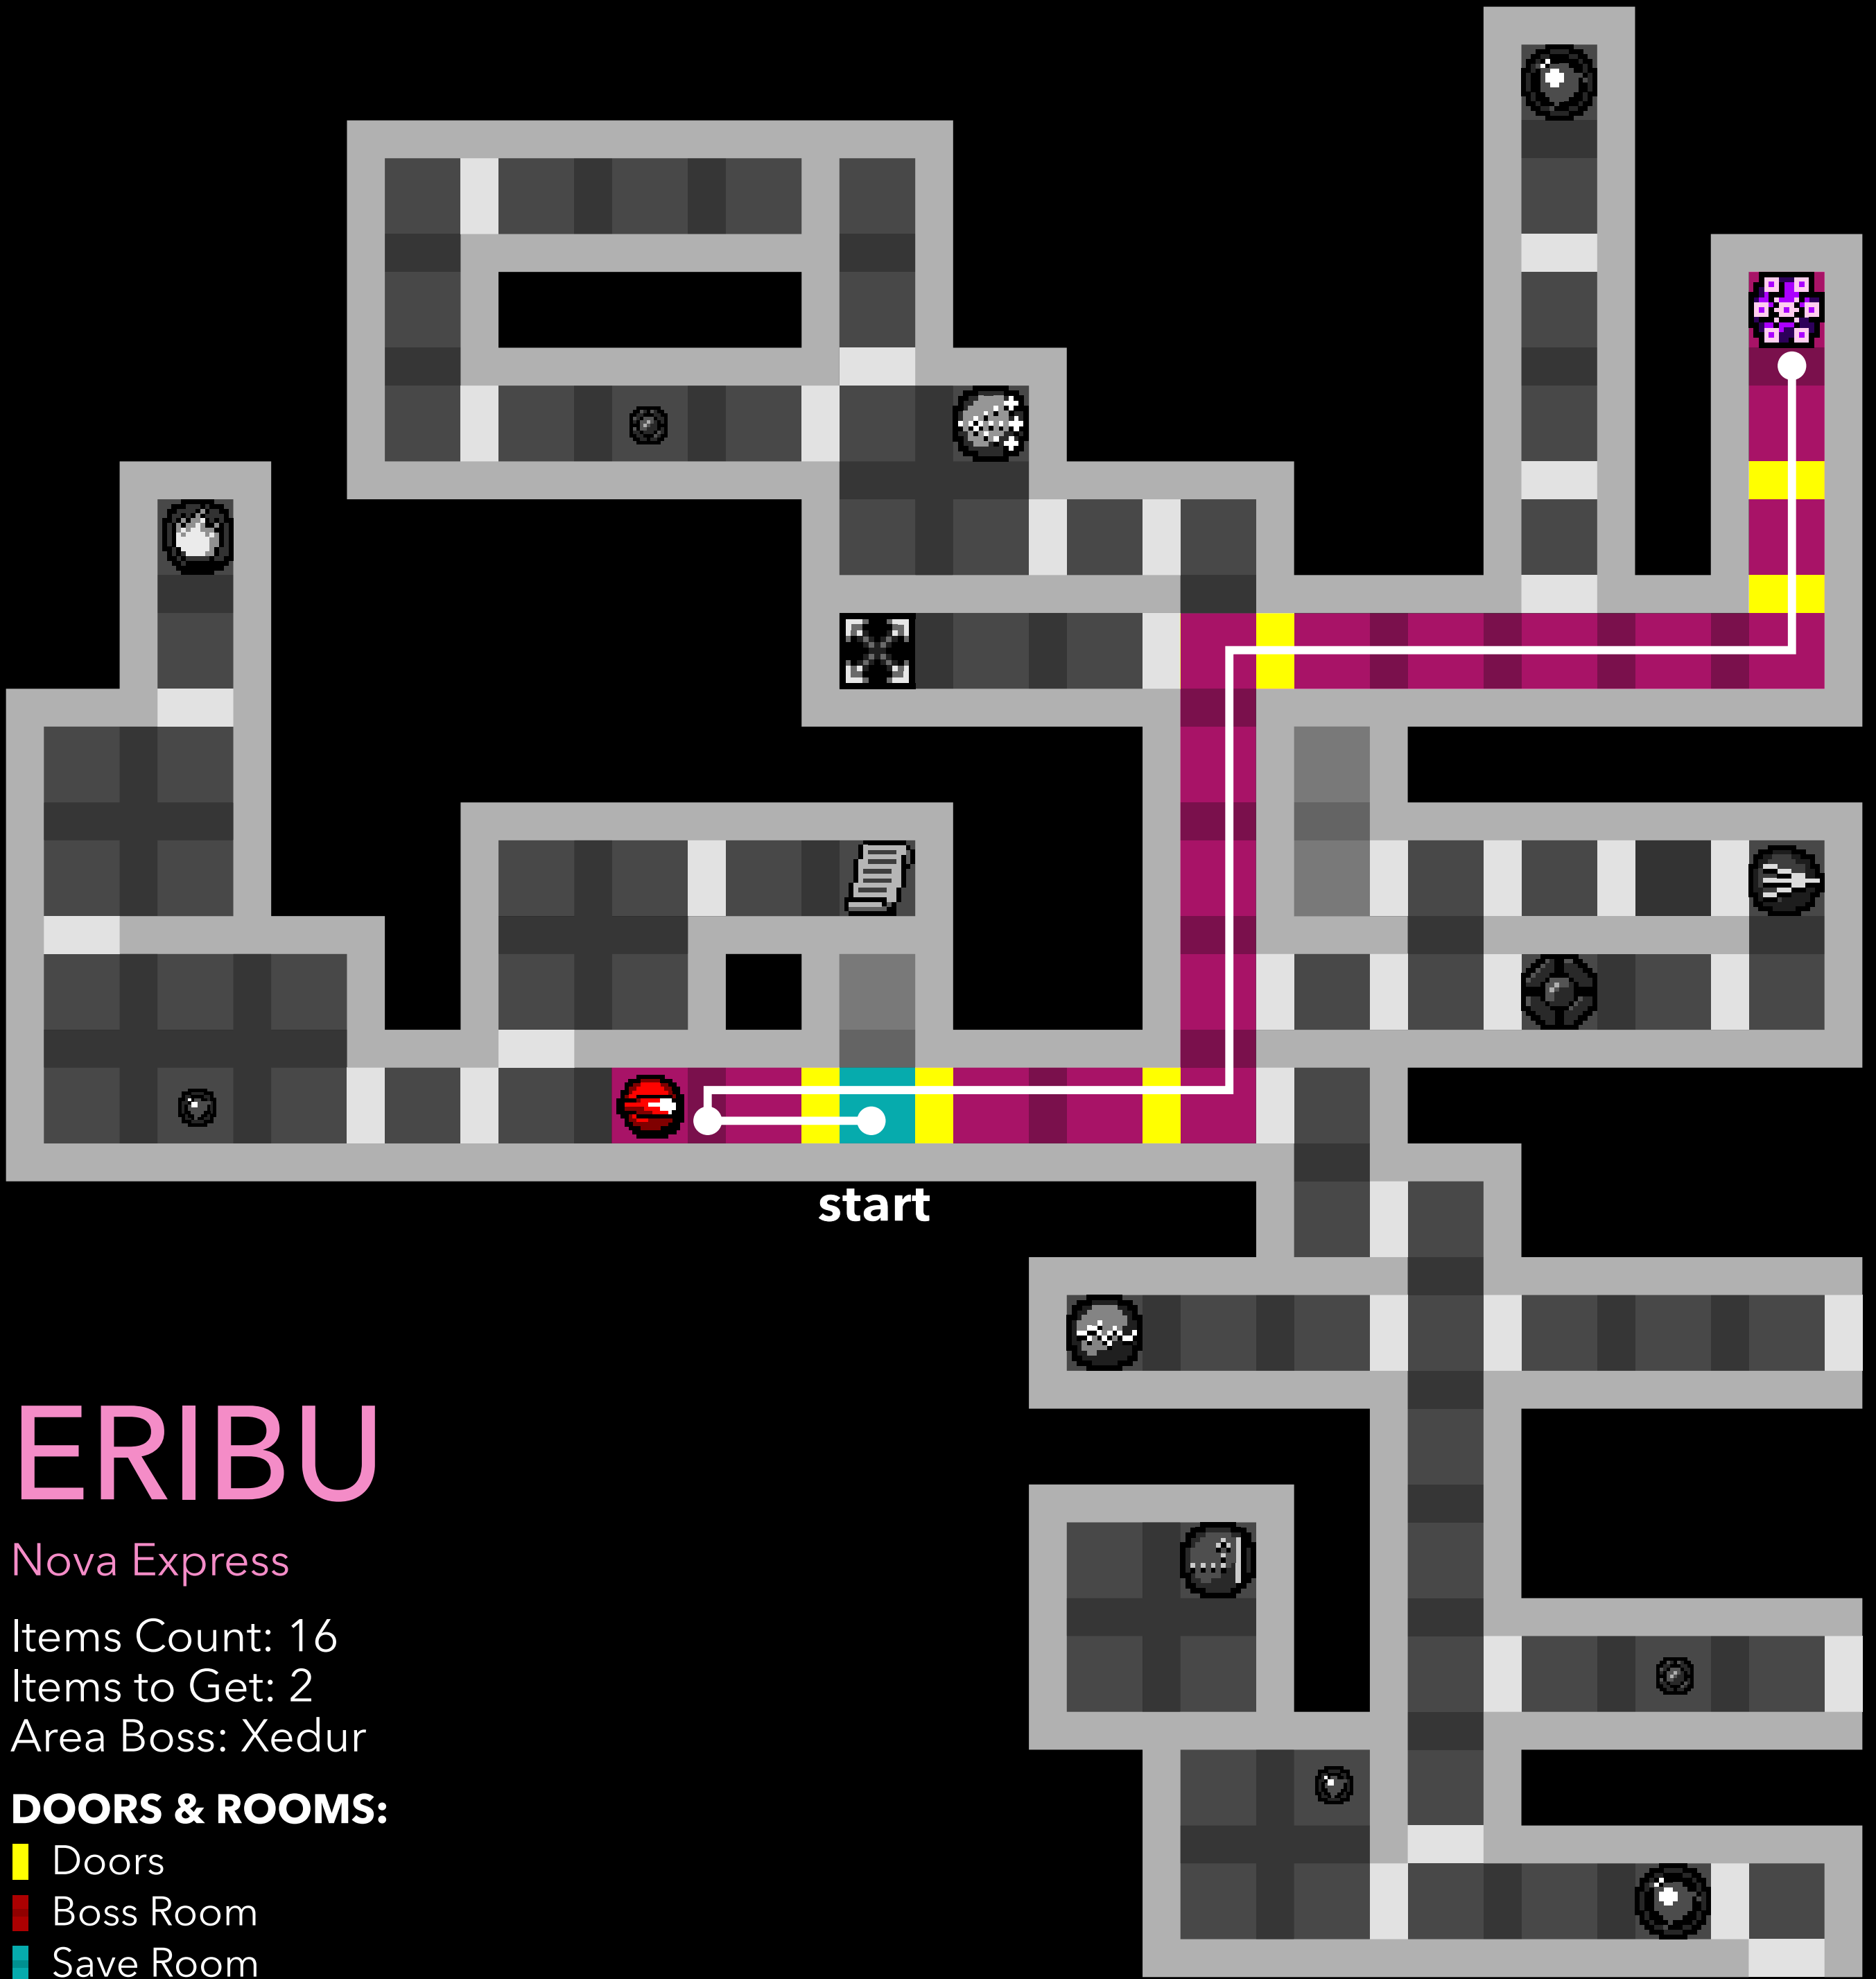 start
ERIBU
Nova Express
Items Count: 16
Items to Get: 2
Area Boss: Xedur
DOORS & ROOMS:
Doors
Boss Room
Save Room